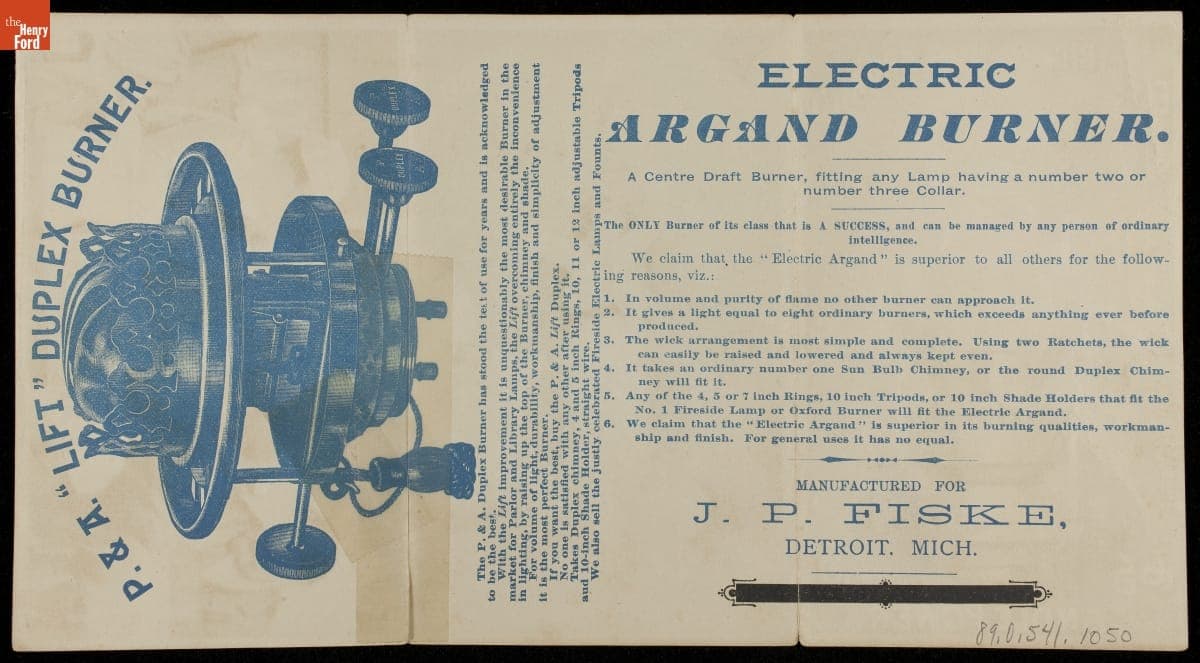 the
Henry
Ford
P. & A. "LIFT" DUPLEX BURNER.
DUPLEX
DUPLEX
The P. & A. Duplex Burner has stood the test of use for years and is acknowledged
to be the best.
With the Lift Improvement it is unquestionably the most desirable Burner in the
market for Parlor and Library Lamps, the Lift overcoming entirely the inconvenience
in lighting, by raising up the top of the Burner, chimney and shade.
For volume of light, durability, workmanship, finish and simplicity of adjustment
it is the most perfect Burner.
If you want the best, buy the P. & A. Lift Duplex.
No one is satisfied with any other after using it.
Takes Duplex chimney, 4 and 5 inch Rings, 10, 11 or 12 inch adjustable Tripods
and 10-inch Shade Holder, straight wire.
We also sell the justly celebrated Fireside Electric Lamps and Founts.
ELECTRIC
ARGAND BURNER.
A Centre Draft Burner, fitting any Lamp having a number two or
number three Collar.
The ONLY Burner of its class that is A SUCCESS, and can be managed by any person of ordinary
intelligence.
We claim that the "Electric Argand" is superior to all others for the follow-
ing reasons, viz.:
1. In volume and purity of flame no other burner can approach it.
2. It gives a light equal to eight ordinary burners, which exceeds anything ever before
produced.
3. The wick arrangement is most simple and complete. Using two Ratchets, the wick
can easily be raised and lowered and always kept even.
4. It takes an ordinary number one Sun Bulb Chimney, or the round Duplex Chim-
ney will fit it.
5. Any of the 4, 5 or 7 inch Rings, 10 inch Tripods, or 10 inch Shade Holders that fit the
No. 1 Fireside Lamp or Oxford Burner will fit the Electric Argand.
6. We claim that the "Electric Argand" is superior in its burning qualities, workman-
ship and finish. For general uses it has no equal.
MANUFACTURED FOR
J. P. FISKE,
DETROIT. MICH.
89.0.541.1050